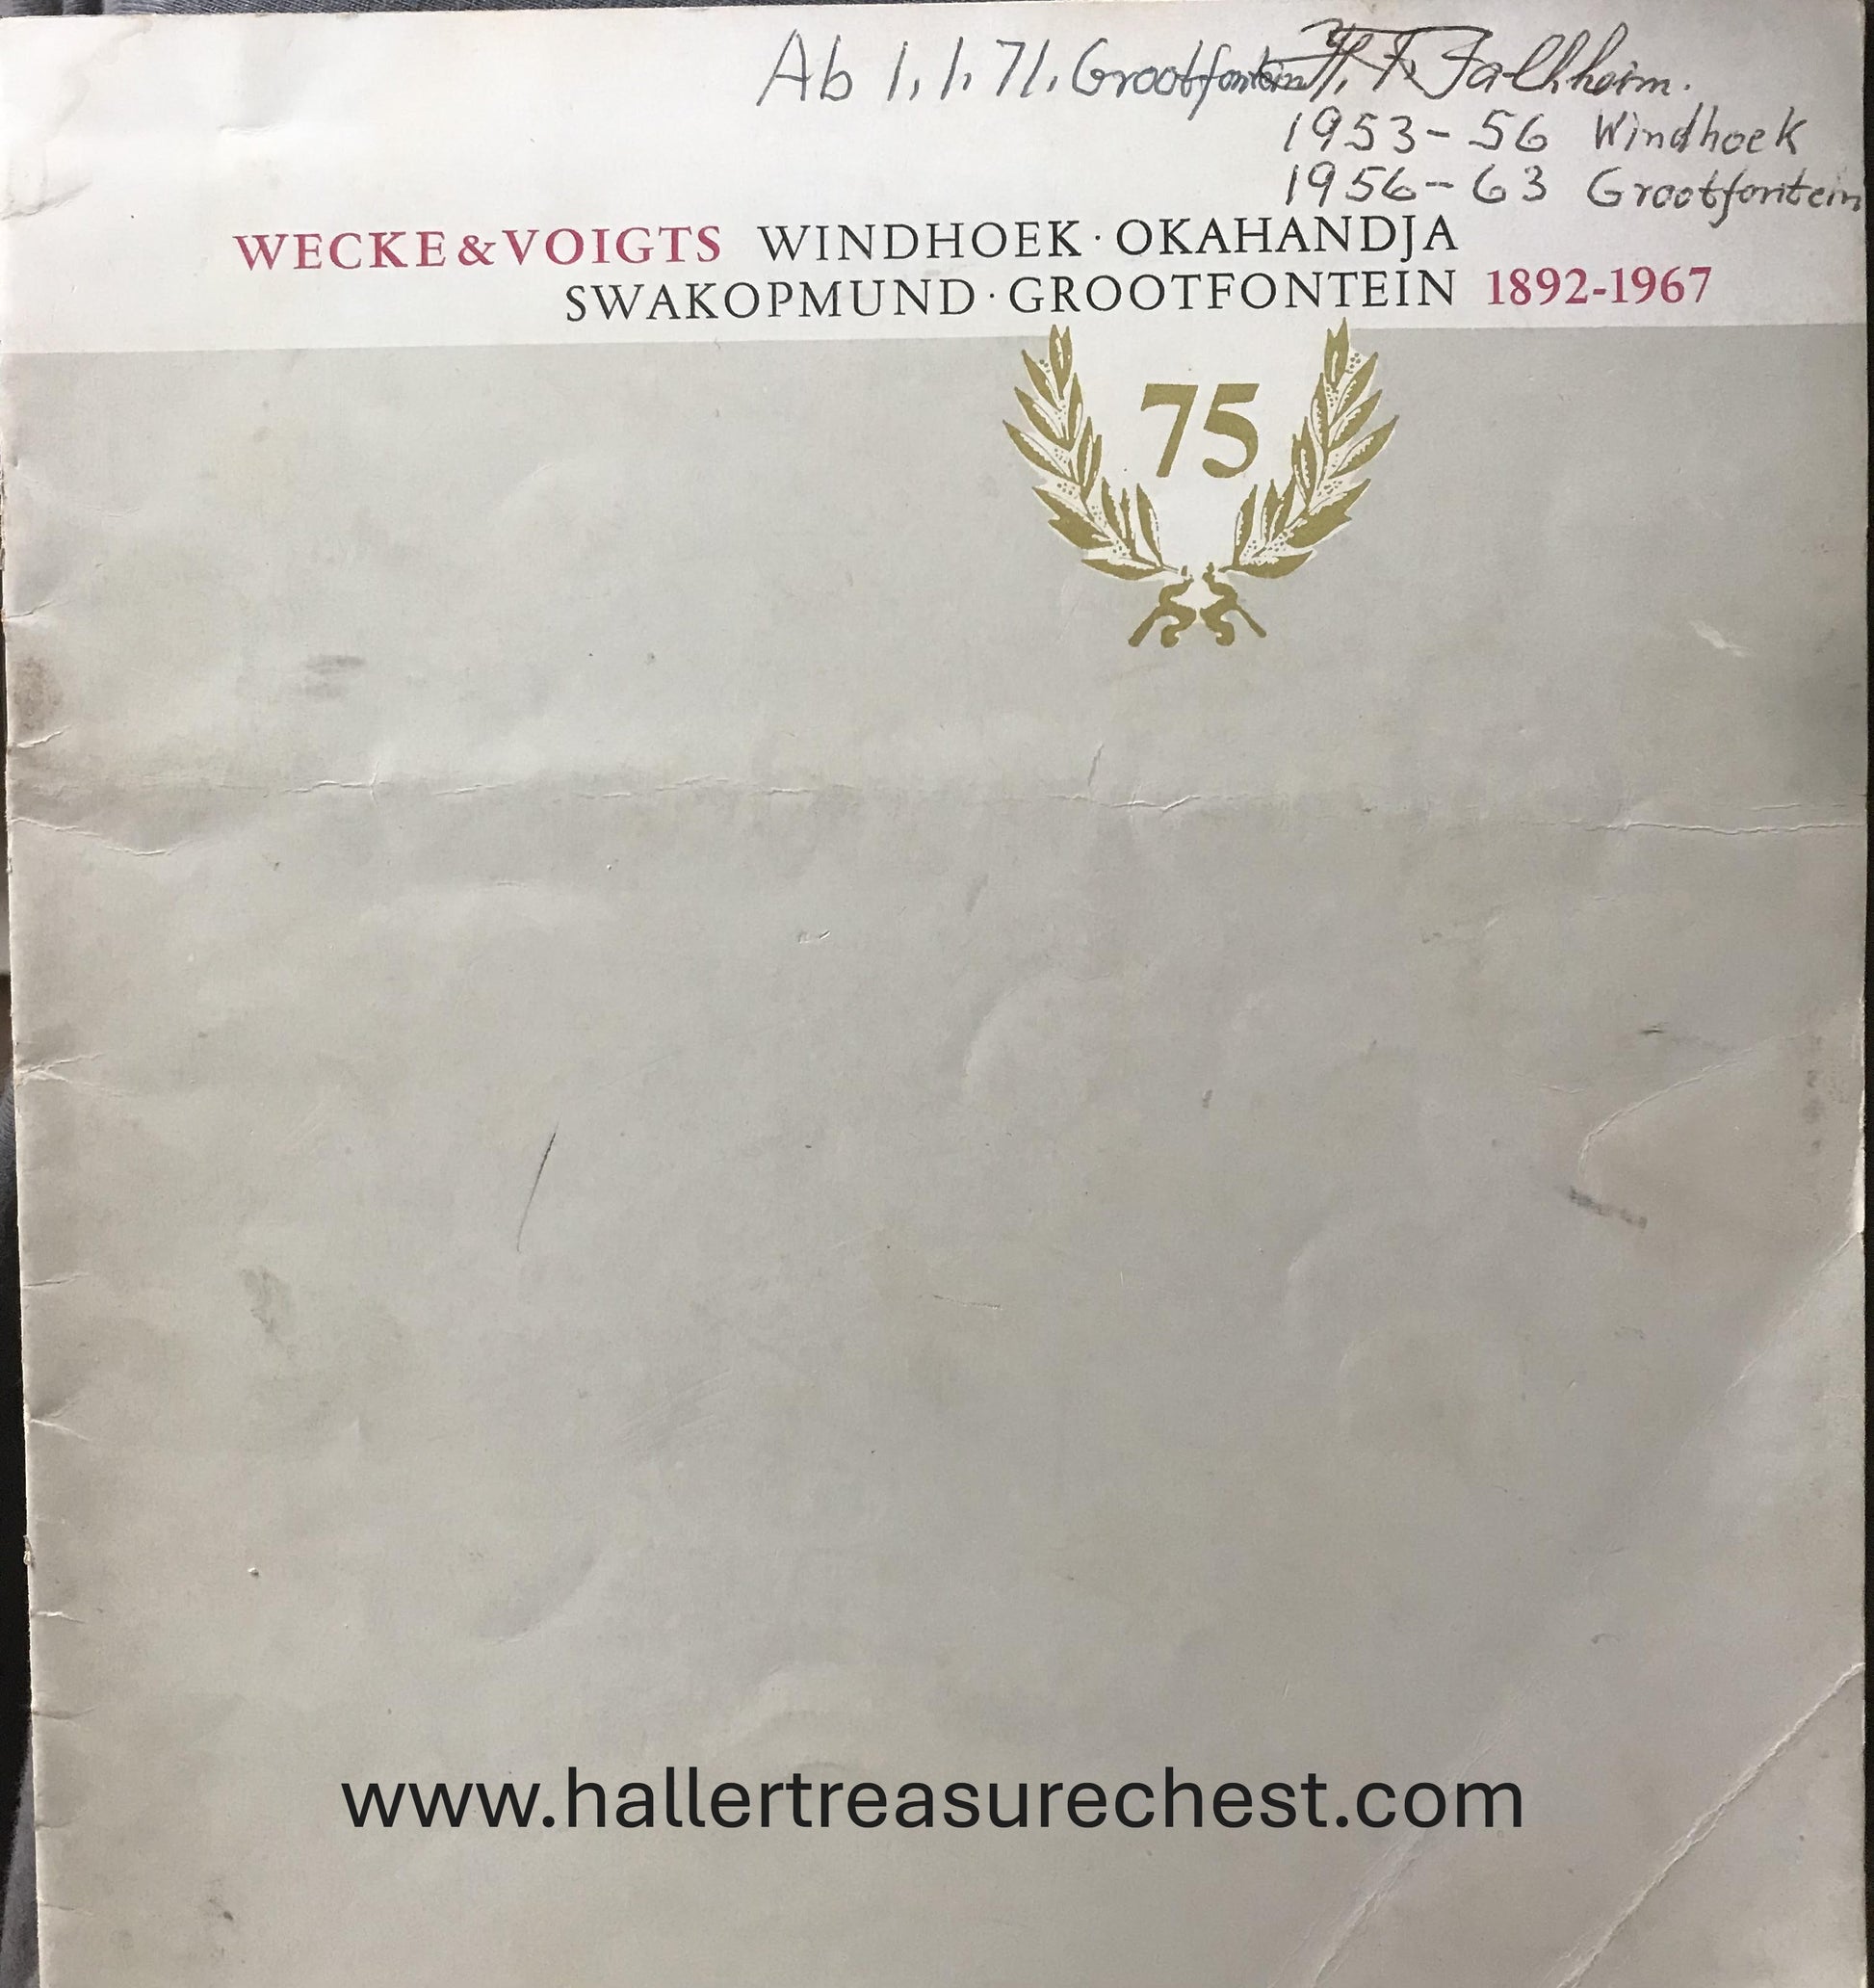 Ab 1.1.71. Grootfontein
1953-56 Windhoek
1956-63 Grootfontein
WECKE&VOIGTS WINDHOEK · OKAHANDJA
SWAKOPMUND · GROOTFONTEIN 1892-1967
75
www.hallertreasurechest.com